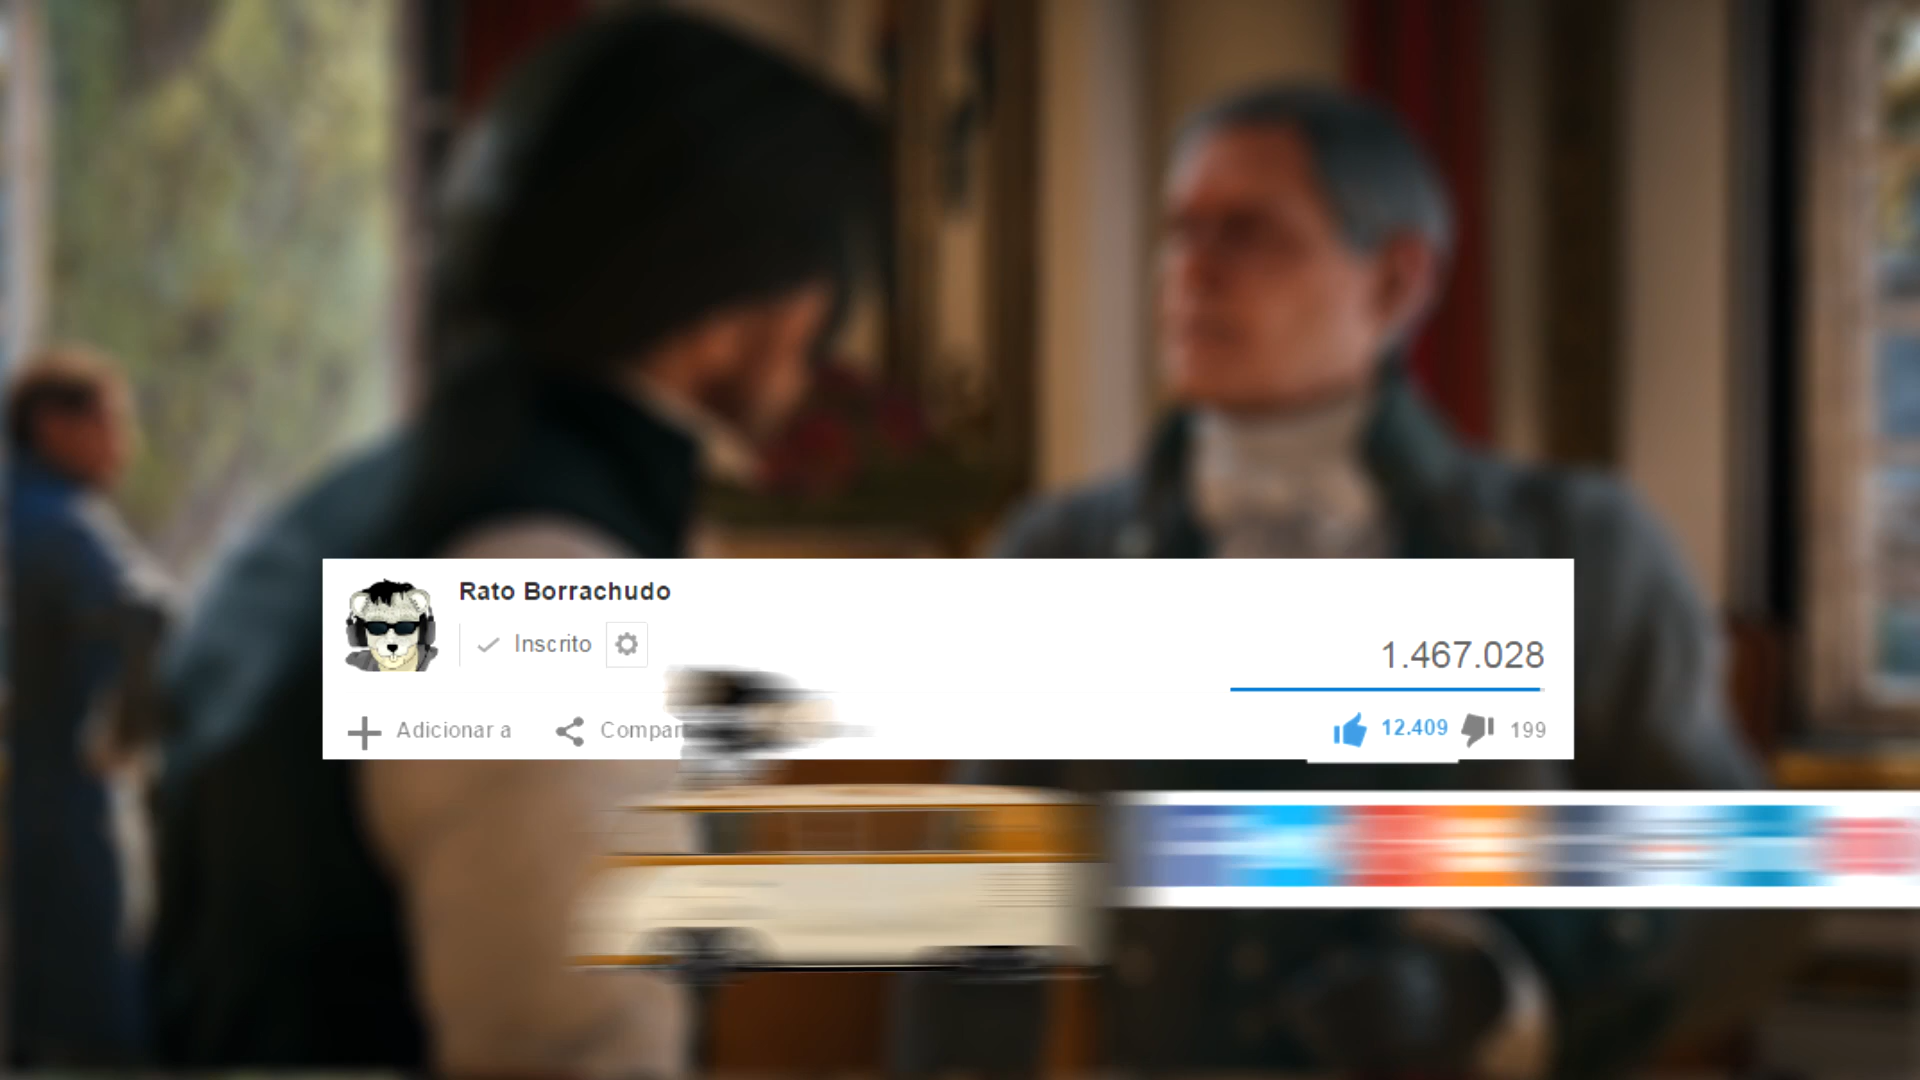 Rato Borrachudo
Inscrito
1.467.028
Adicionar a
Compar
12.409
199